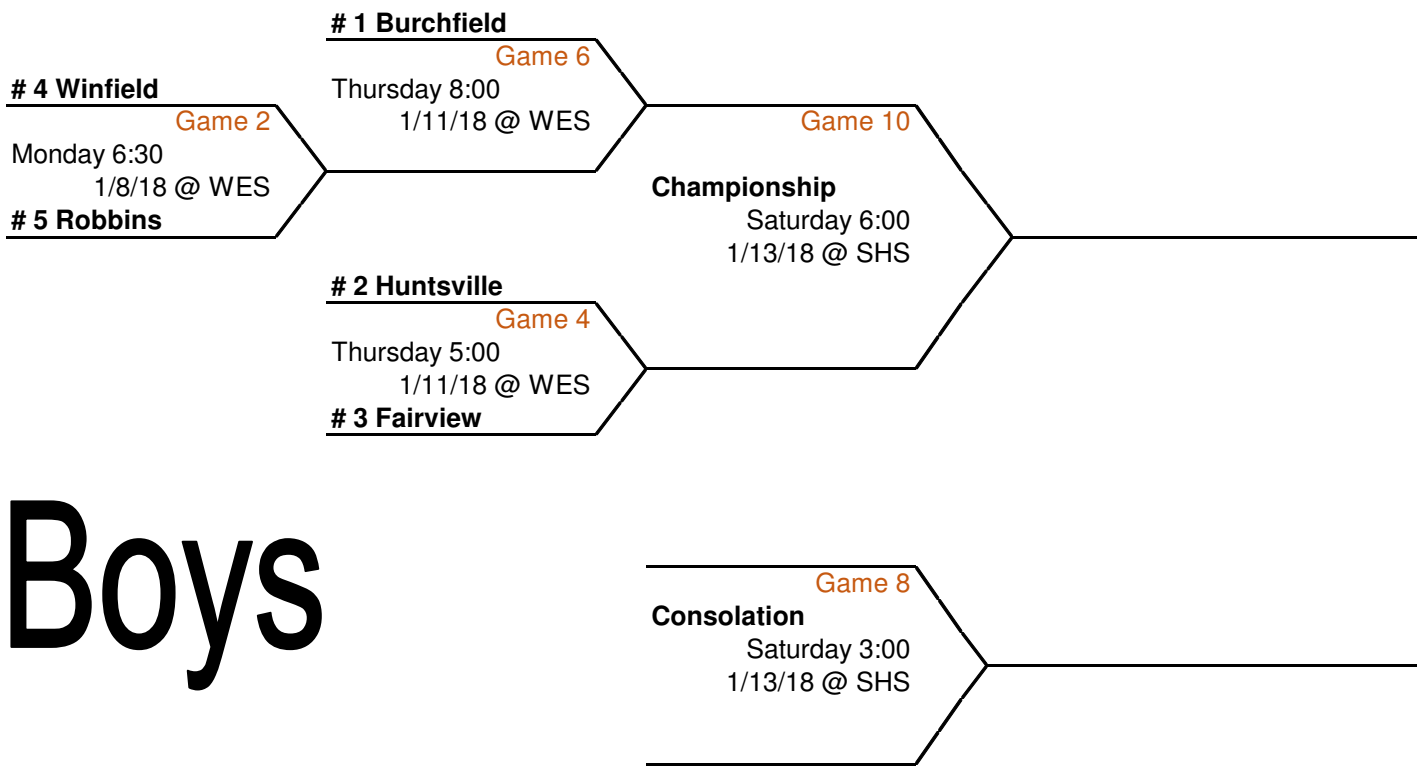 # 1 Burchfield
Game 6
# 4 Winfield
Thursday 8:00
Game 2
1/11/18 @ WES
Game 10
Monday 6:30
1/8/18 @ WES
Championship
# 5 Robbins
Saturday 6:00
1/13/18 @ SHS
# 2 Huntsville
Game 4
Thursday 5:00
1/11/18 @ WES
# 3 Fairview
Boys
Game 8
Consolation
Saturday 3:00
1/13/18 @ SHS